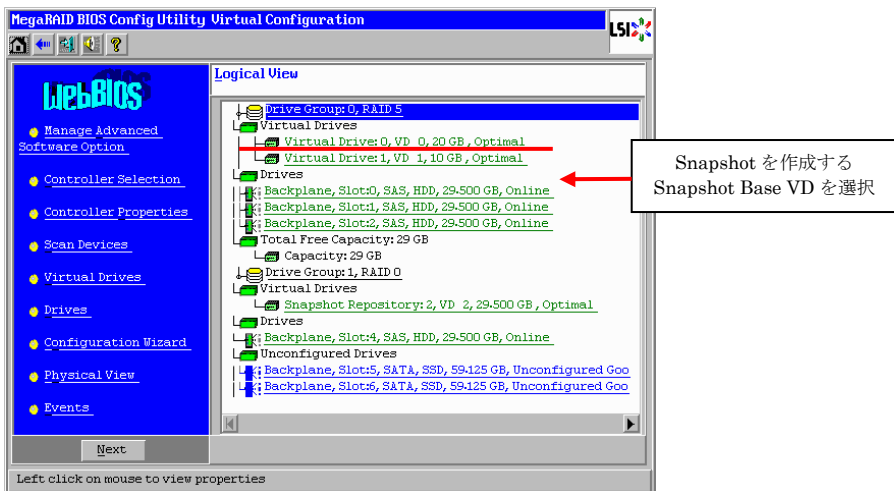 MegaRAID BIOS Config Utility Virtual Configuration
LSI
WebBIOS
Manage Advanced
Software Option
Controller Selection
Controller Properties
Scan Devices
Virtual Drives
Drives
Configuration Wizard
Physical View
Events
Next
Logical View
Drive Group: 0, RAID 5
Virtual Drives
Virtual Drive: 0, VD 0, 20 GB, Optimal
Virtual Drive: 1, VD 1, 10 GB, Optimal
Drives
Backplane, Slot:0, SAS, HDD, 29.500 GB, Online
Backplane, Slot:1, SAS, HDD, 29.500 GB, Online
Backplane, Slot:2, SAS, HDD, 29.500 GB, Online
Total Free Capacity: 29 GB
Capacity: 29 GB
Drive Group: 1, RAID 0
Virtual Drives
Snapshot Repository: 2, VD 2, 29.500 GB, Optimal
Drives
Backplane, Slot:4, SAS, HDD, 29.500 GB, Online
Unconfigured Drives
Backplane, Slot:5, SATA, SSD, 59.125 GB, Unconfigured Goo
Backplane, Slot:6, SATA, SSD, 59.125 GB, Unconfigured Goo
Snapshot を作成する
Snapshot Base VD を選択
Left click on mouse to view properties